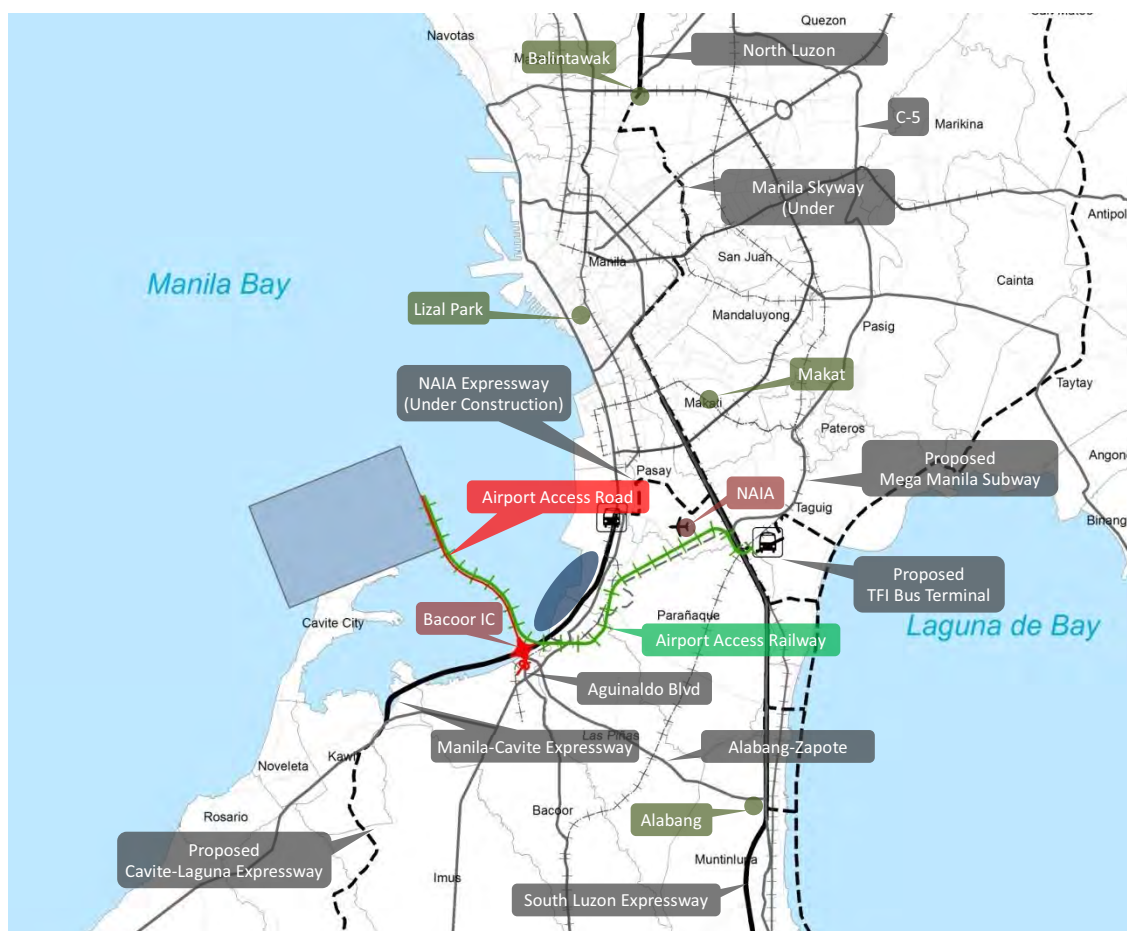 San Mateo
Quezon
Navotas
North Luzon
Balintawak
C-5
Marikina
Manila Skyway
(Under
Antipol
San Juan
Manila
Manila Bay
Cainta
Lizal Park
Mandaluyong
Pasig
NAIA Expressway
(Under Construction)
Makat
Taytay
Makati
Pateros
Proposed
Mega Manila Subway
Angono
Pasay
Airport Access Road
NAIA
Taguig
Binang
Proposed
TFI Bus Terminal
Cavite City
Bacoor IC
Parañaque
Laguna de Bay
Airport Access Railway
Aguinaldo Blvd
Las Piñas
Manila-Cavite Expressway
Alabang-Zapote
Kawi
Noveleta
Rosario
Bacoor
Alabang
Proposed
Cavite-Laguna Expressway
Muntinlupa
Imus
South Luzon Expressway